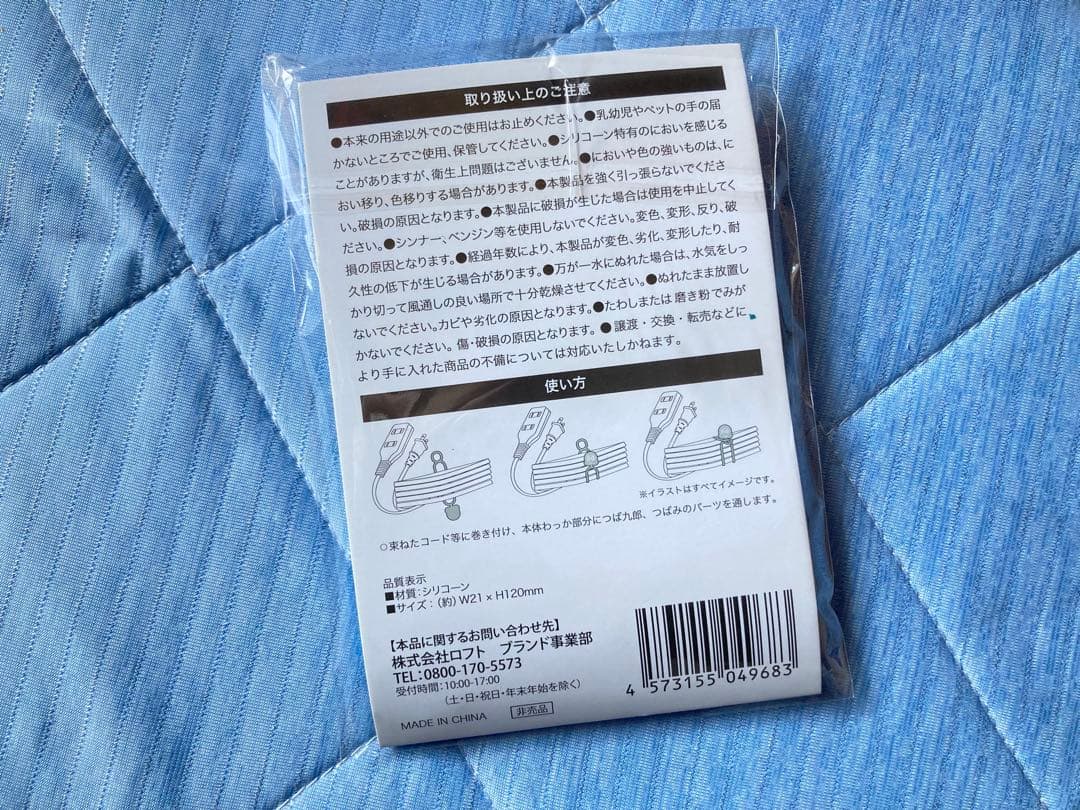 取り扱い上のご注意
●本来の用途以外でのご使用はお止めください。●乳幼児やペットの手の届
かないところでご使用、保管してください。●シリコーン特有のにおいを感じる
ことがありますが、衛生上問題はございません。●においや色の強いものは、に
おい移り、色移りする場合があります。●本製品を強く引っ張らないでくださ
い。破損の原因となります。●本製品に破損が生じた場合は使用を中止してく
ださい。●シンナー、ベンジン等を使用しないでください。変色、変形、反り、破
損の原因となります。●経過年数により、本製品が変色、劣化、変形したり、耐
久性の低下が生じる場合があります。●万が一水にぬれた場合は、水気をしっ
かり切って風通しの良い場所で十分乾燥させてください。●ぬれたまま放置し
ないでください。カビや劣化の原因となります。●たわしまたは 磨き粉でみが
かないでください。傷・破損の原因となります。 ● 譲渡・交換・転売などに
より手に入れた商品の不備については対応いたしかねます。
使い方
※イラストはすべてイメージです。
○束ねたコード等に巻き付け、本体わっか部分につば九郎、つばみのパーツを通します。
品質表示
■材質：シリコーン
■サイズ：（約）W21 × H120mm
【本品に関するお問い合わせ先】
株式会社ロフト ブランド事業部
TEL：0800-170-5573
受付時間：10:00-17:00
（土・日・祝日・年末年始を除く）
MADE IN CHINA 非売品
4 573155 049683